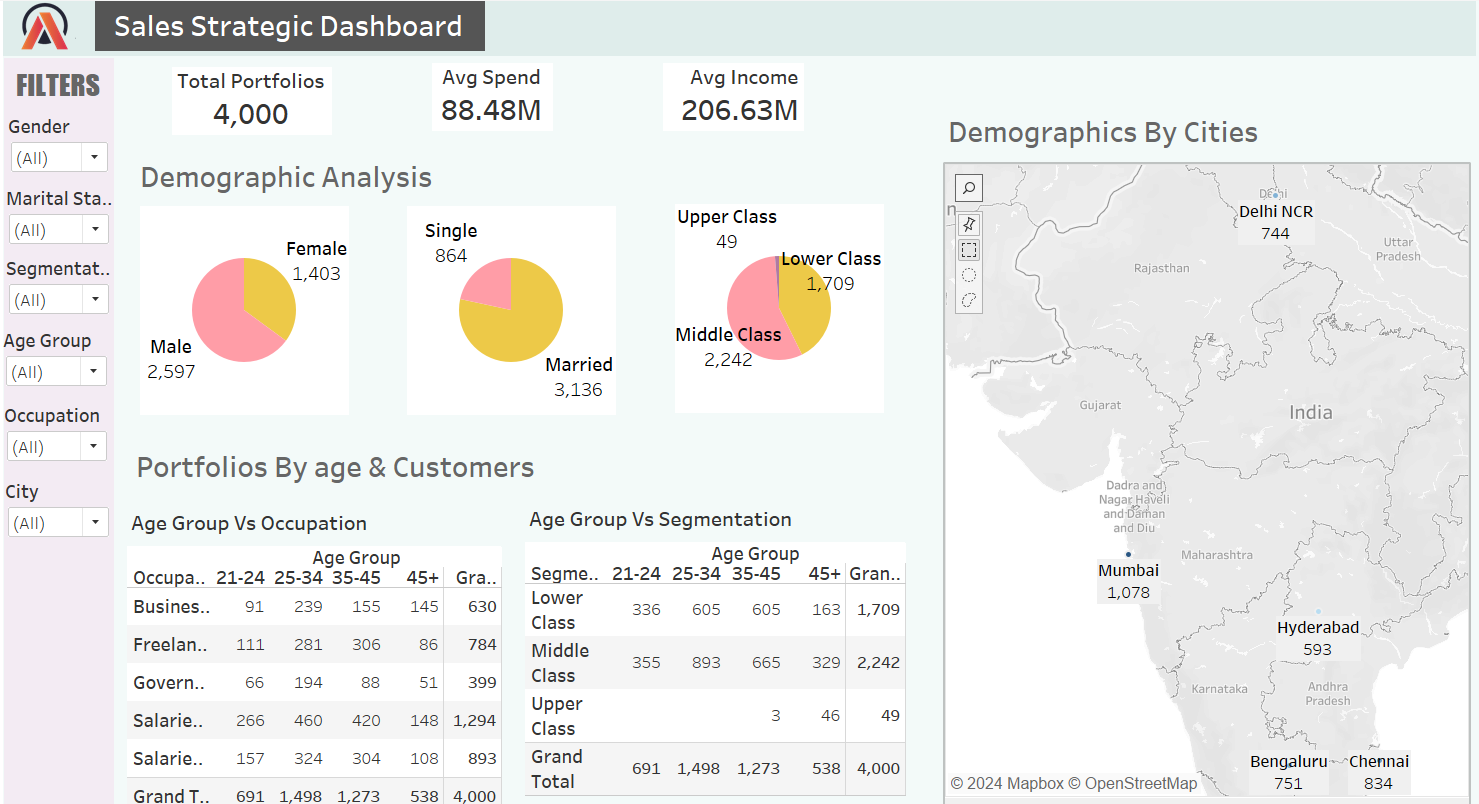 Sales Strategic Dashboard
FILTERS
Gender
(All)
Marital Sta..
(All)
Segmentat..
(All)
Age Group
(All)
Occupation
(All)
City
(All)
Total Portfolios
4,000
Avg Spend
88.48M
Avg Income
206.63M
Demographic Analysis
Female
1,403
Male
2,597
Single
864
Married
3,136
Upper Class
49
Lower Class
1,709
Middle Class
2,242
Portfolios By age & Customers
Age Group Vs Occupation
Age Group
Occupa.. 21-24 25-34 35-45 45+ Gra..
Busines.. 91 239 155 145 630
Freelan.. 111 281 306 86 784
Govern.. 66 194 88 51 399
Salarie.. 266 460 420 148 1,294
Salarie.. 157 324 304 108 893
Grand T.. 691 1,498 1,273 538 4,000
Age Group Vs Segmentation
Age Group
Segme.. 21-24 25-34 35-45 45+ Gran..
Lower
Class 336 605 605 163 1,709
Middle
Class 355 893 665 329 2,242
Upper
Class 3 46 49
Grand
Total 691 1,498 1,273 538 4,000
Demographics By Cities
Delhi
Delhi NCR
744
Uttar
Pradesh
Rajasthan
Gujarat
India
Dadra and
Nagar Haveli
and Daman
and Diu
Maharashtra
Mumbai
1,078
Hyderabad
593
Karnataka
Andhra
Pradesh
Bengaluru
751
Chennai
834
© 2024 Mapbox © OpenStreetMap